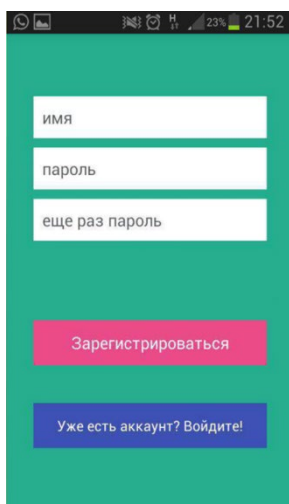 H 23% 21:52
имя
пароль
еще раз пароль
Зарегистрироваться
Уже есть аккаунт? Войдите!